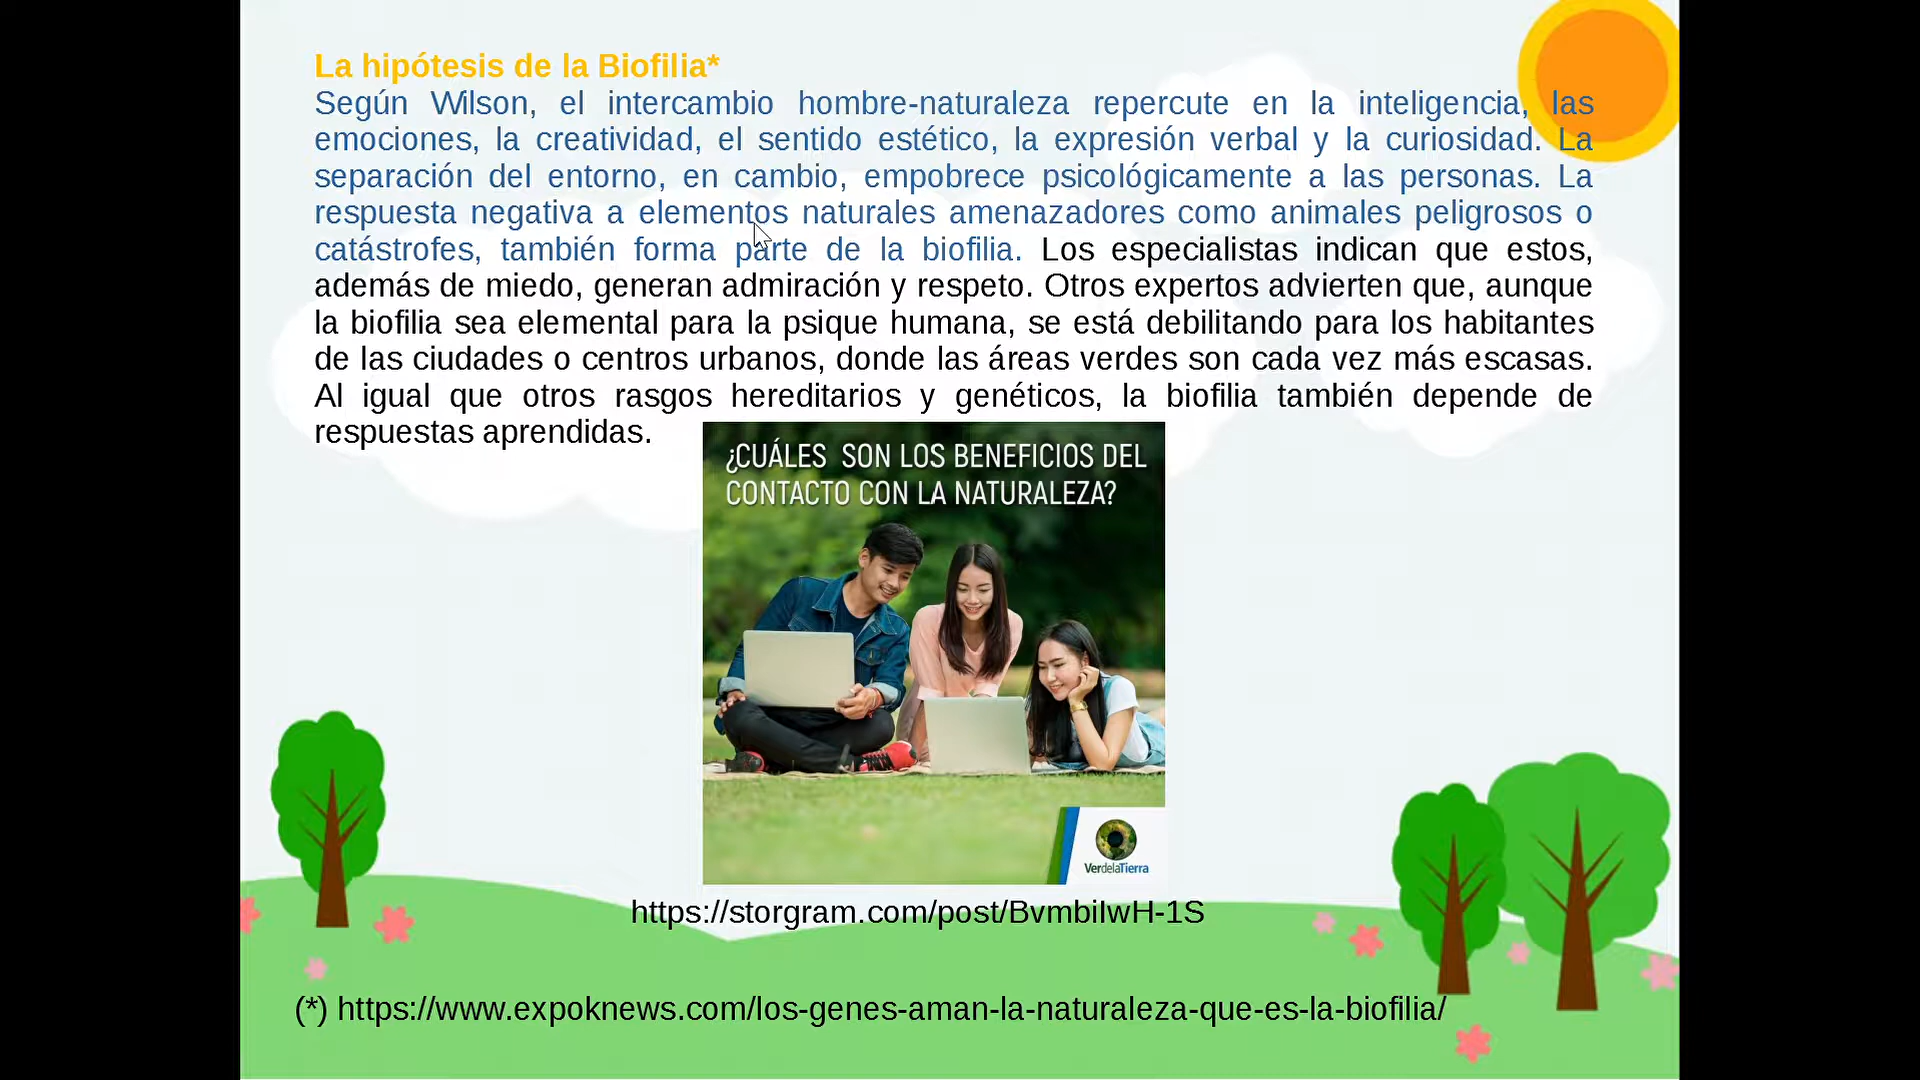 La hipótesis de la Biofilia*
Según Wilson, el intercambio hombre-naturaleza repercute en la inteligencia, las
emociones, la creatividad, el sentido estético, la expresión verbal y la curiosidad. La
separación del entorno, en cambio, empobrece psicológicamente a las personas. La
respuesta negativa a elementos naturales amenazadores como animales peligrosos o
catástrofes, también forma parte de la biofilia. Los especialistas indican que estos,
además de miedo, generan admiración y respeto. Otros expertos advierten que, aunque
la biofilia sea elemental para la psique humana, se está debilitando para los habitantes
de las ciudades o centros urbanos, donde las áreas verdes son cada vez más escasas.
Al igual que otros rasgos hereditarios y genéticos, la biofilia también depende de
respuestas aprendidas.
¿CUÁLES SON LOS BENEFICIOS DEL
CONTACTO CON LA NATURALEZA?
VerdelaTierra
https://storgram.com/post/BvmbiIwH-1S
(*) https://www.expoknews.com/los-genes-aman-la-naturaleza-que-es-la-biofilia/